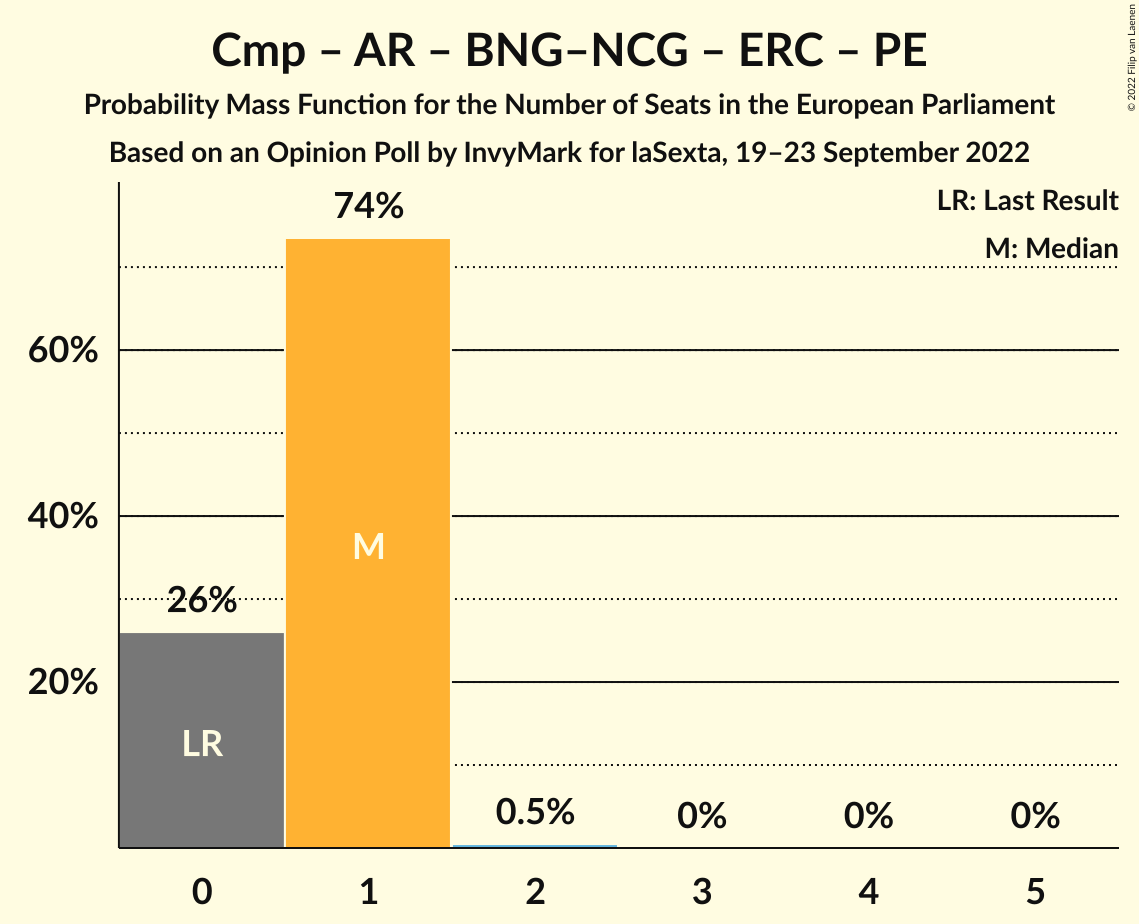 Cmp – AR – BNG–NCG – ERC – PE
Probability Mass Function for the Number of Seats in the European Parliament
Based on an Opinion Poll by InvyMark for laSexta, 19–23 September 2022
© 2022 Filip van Laenen
LR: Last Result
M: Median
74%
60%
M
40%
26%
20%
LR
0.5%
0%
0%
0%
0
1
2
3
4
5